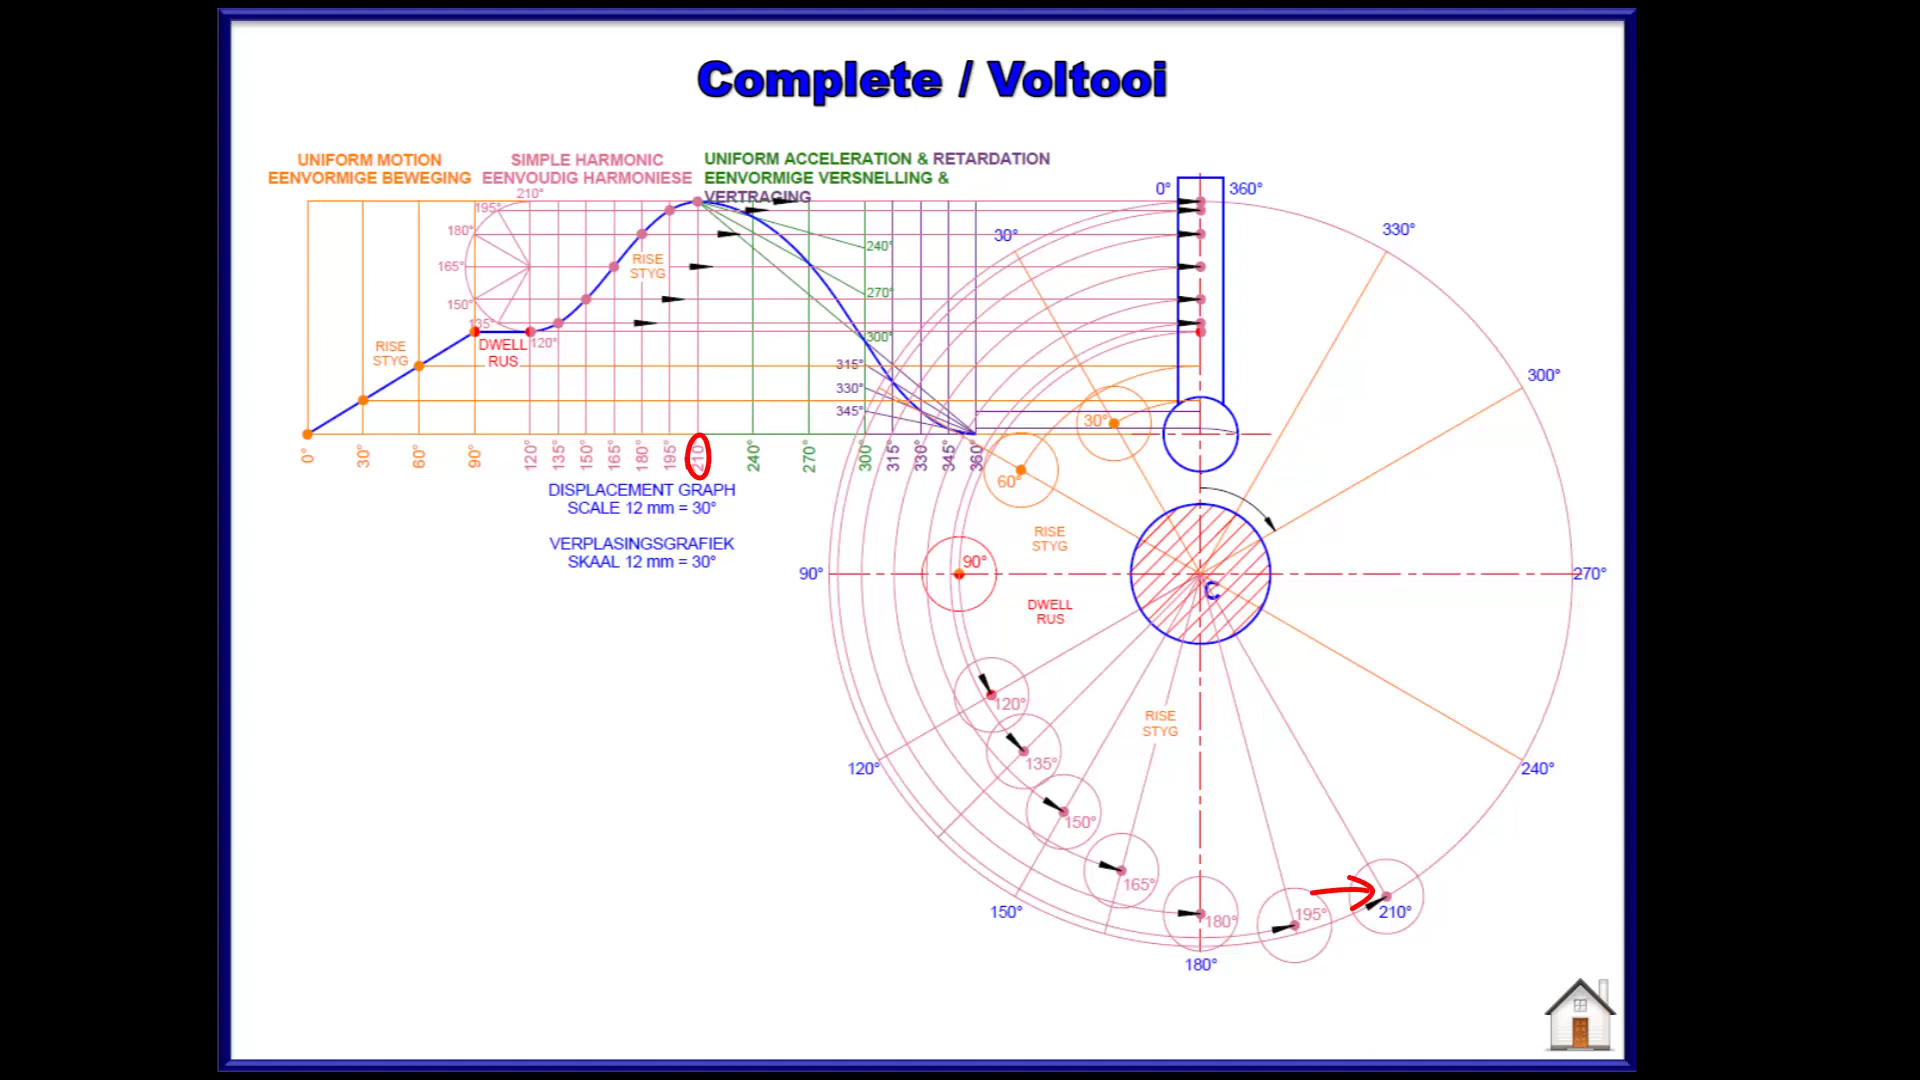 Complete / Voltooi
UNIFORM MOTION
EENVORMIGE BEWEGING
SIMPLE HARMONIC
EENVOUDIG HARMONIESE
UNIFORM ACCELERATION & RETARDATION
EENVORMIGE VERSNELLING &
VERTRAGING
210°
195°
180°
165°
150°
135°
120°
RISE
STYG
DWELL
RUS
RISE
STYG
240°
270°
300°
315°
330°
345°
0°
30°
60°
90°
120°
135°
150°
165°
180°
195°
210°
240°
270°
300°
315°
330°
345°
360°
DISPLACEMENT GRAPH
SCALE 12 mm = 30°
VERPLASINGSGRAFIEK
SKAAL 12 mm = 30°
0°
360°
30°
330°
300°
30°
60°
RISE
STYG
90°
90°
C
270°
DWELL
RUS
120°
RISE
STYG
135°
120°
240°
150°
165°
150°
180°
195°
210°
180°